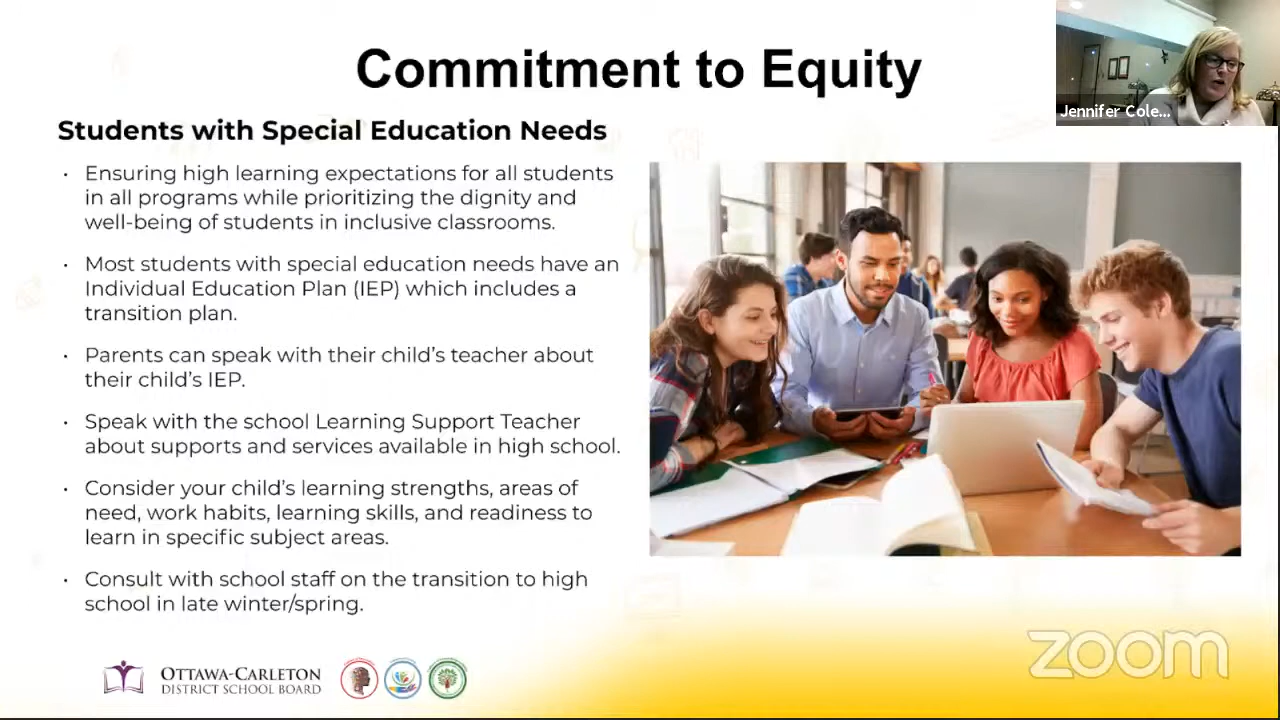 Commitment to Equity
Jennifer Cole...
Students with Special Education Needs
· Ensuring high learning expectations for all students
in all programs while prioritizing the dignity and
well-being of students in inclusive classrooms.
· Most students with special education needs have an
Individual Education Plan (IEP) which includes a
transition plan.
· Parents can speak with their child's teacher about
their child's IEP.
· Speak with the school Learning Support Teacher
about supports and services available in high school.
· Consider your child's learning strengths, areas of
need, work habits, learning skills, and readiness to
learn in specific subject areas.
· Consult with school staff on the transition to high
school in late winter/spring.
OTTAWA-CARLETON
DISTRICT SCHOOL BOARD
zoom